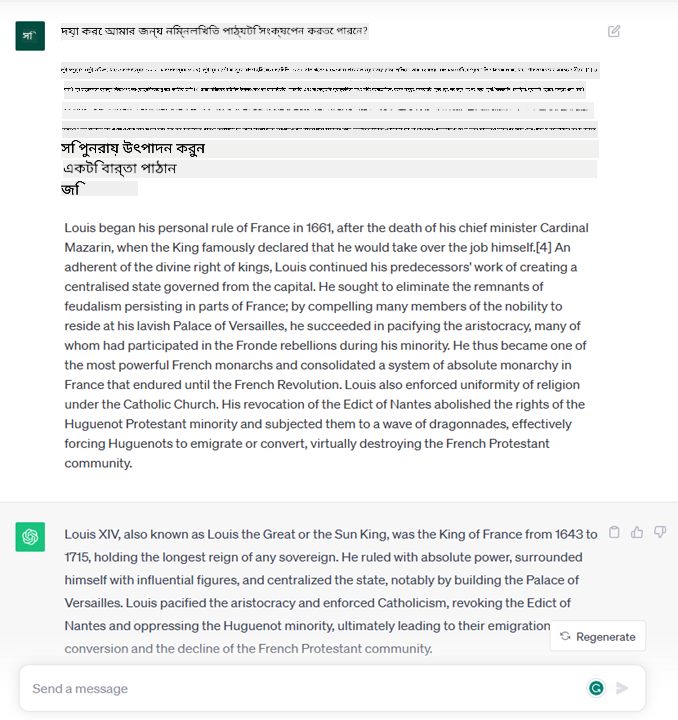 সা
দয়া করে আমার জন্য নিম্নলিখিত পাঠ্যটি সংক্ষেপন করতে পারেন?
সি পুনরায় উৎপাদন করুন
একটি বার্তা পাঠান
জি
Louis began his personal rule of France in 1661, after the death of his chief minister Cardinal
Mazarin, when the King famously declared that he would take over the job himself.[4] An
adherent of the divine right of kings, Louis continued his predecessors' work of creating a
centralised state governed from the capital. He sought to eliminate the remnants of
feudalism persisting in parts of France; by compelling many members of the nobility to
reside at his lavish Palace of Versailles, he succeeded in pacifying the aristocracy, many of
whom had participated in the Fronde rebellions during his minority. He thus became one of
the most powerful French monarchs and consolidated a system of absolute monarchy in
France that endured until the French Revolution. Louis also enforced uniformity of religion
under the Catholic Church. His revocation of the Edict of Nantes abolished the rights of the
Huguenot Protestant minority and subjected them to a wave of dragonnades, effectively
forcing Huguenots to emigrate or convert, virtually destroying the French Protestant
community.
Louis XIV, also known as Louis the Great or the Sun King, was the King of France from 1643 to
1715, holding the longest reign of any sovereign. He ruled with absolute power, surrounded
himself with influential figures, and centralized the state, notably by building the Palace of
Versailles. Louis pacified the aristocracy and enforced Catholicism, revoking the Edict of
Nantes and oppressing the Huguenot minority, ultimately leading to their emigration
Regenerate
conversion and the decline of the French Protestant community.
Send a message